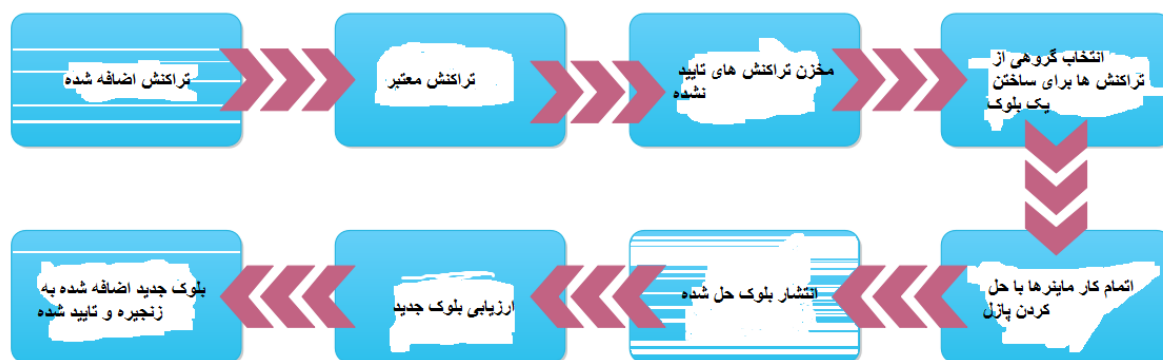 تراکنش اضافه شده
تراکنش معتبر
مخزن تراکنش های تایید
نشده
انتخاب گروهی از
تراکنش ها برای ساختن
یک بلوک
اتمام کار ماینرها با حل
کردن پازل
انتشار بلوک حل شده
ارزیابی بلوک جدید
بلوک جدید اضافه شده به
زنجیره و تایید شده